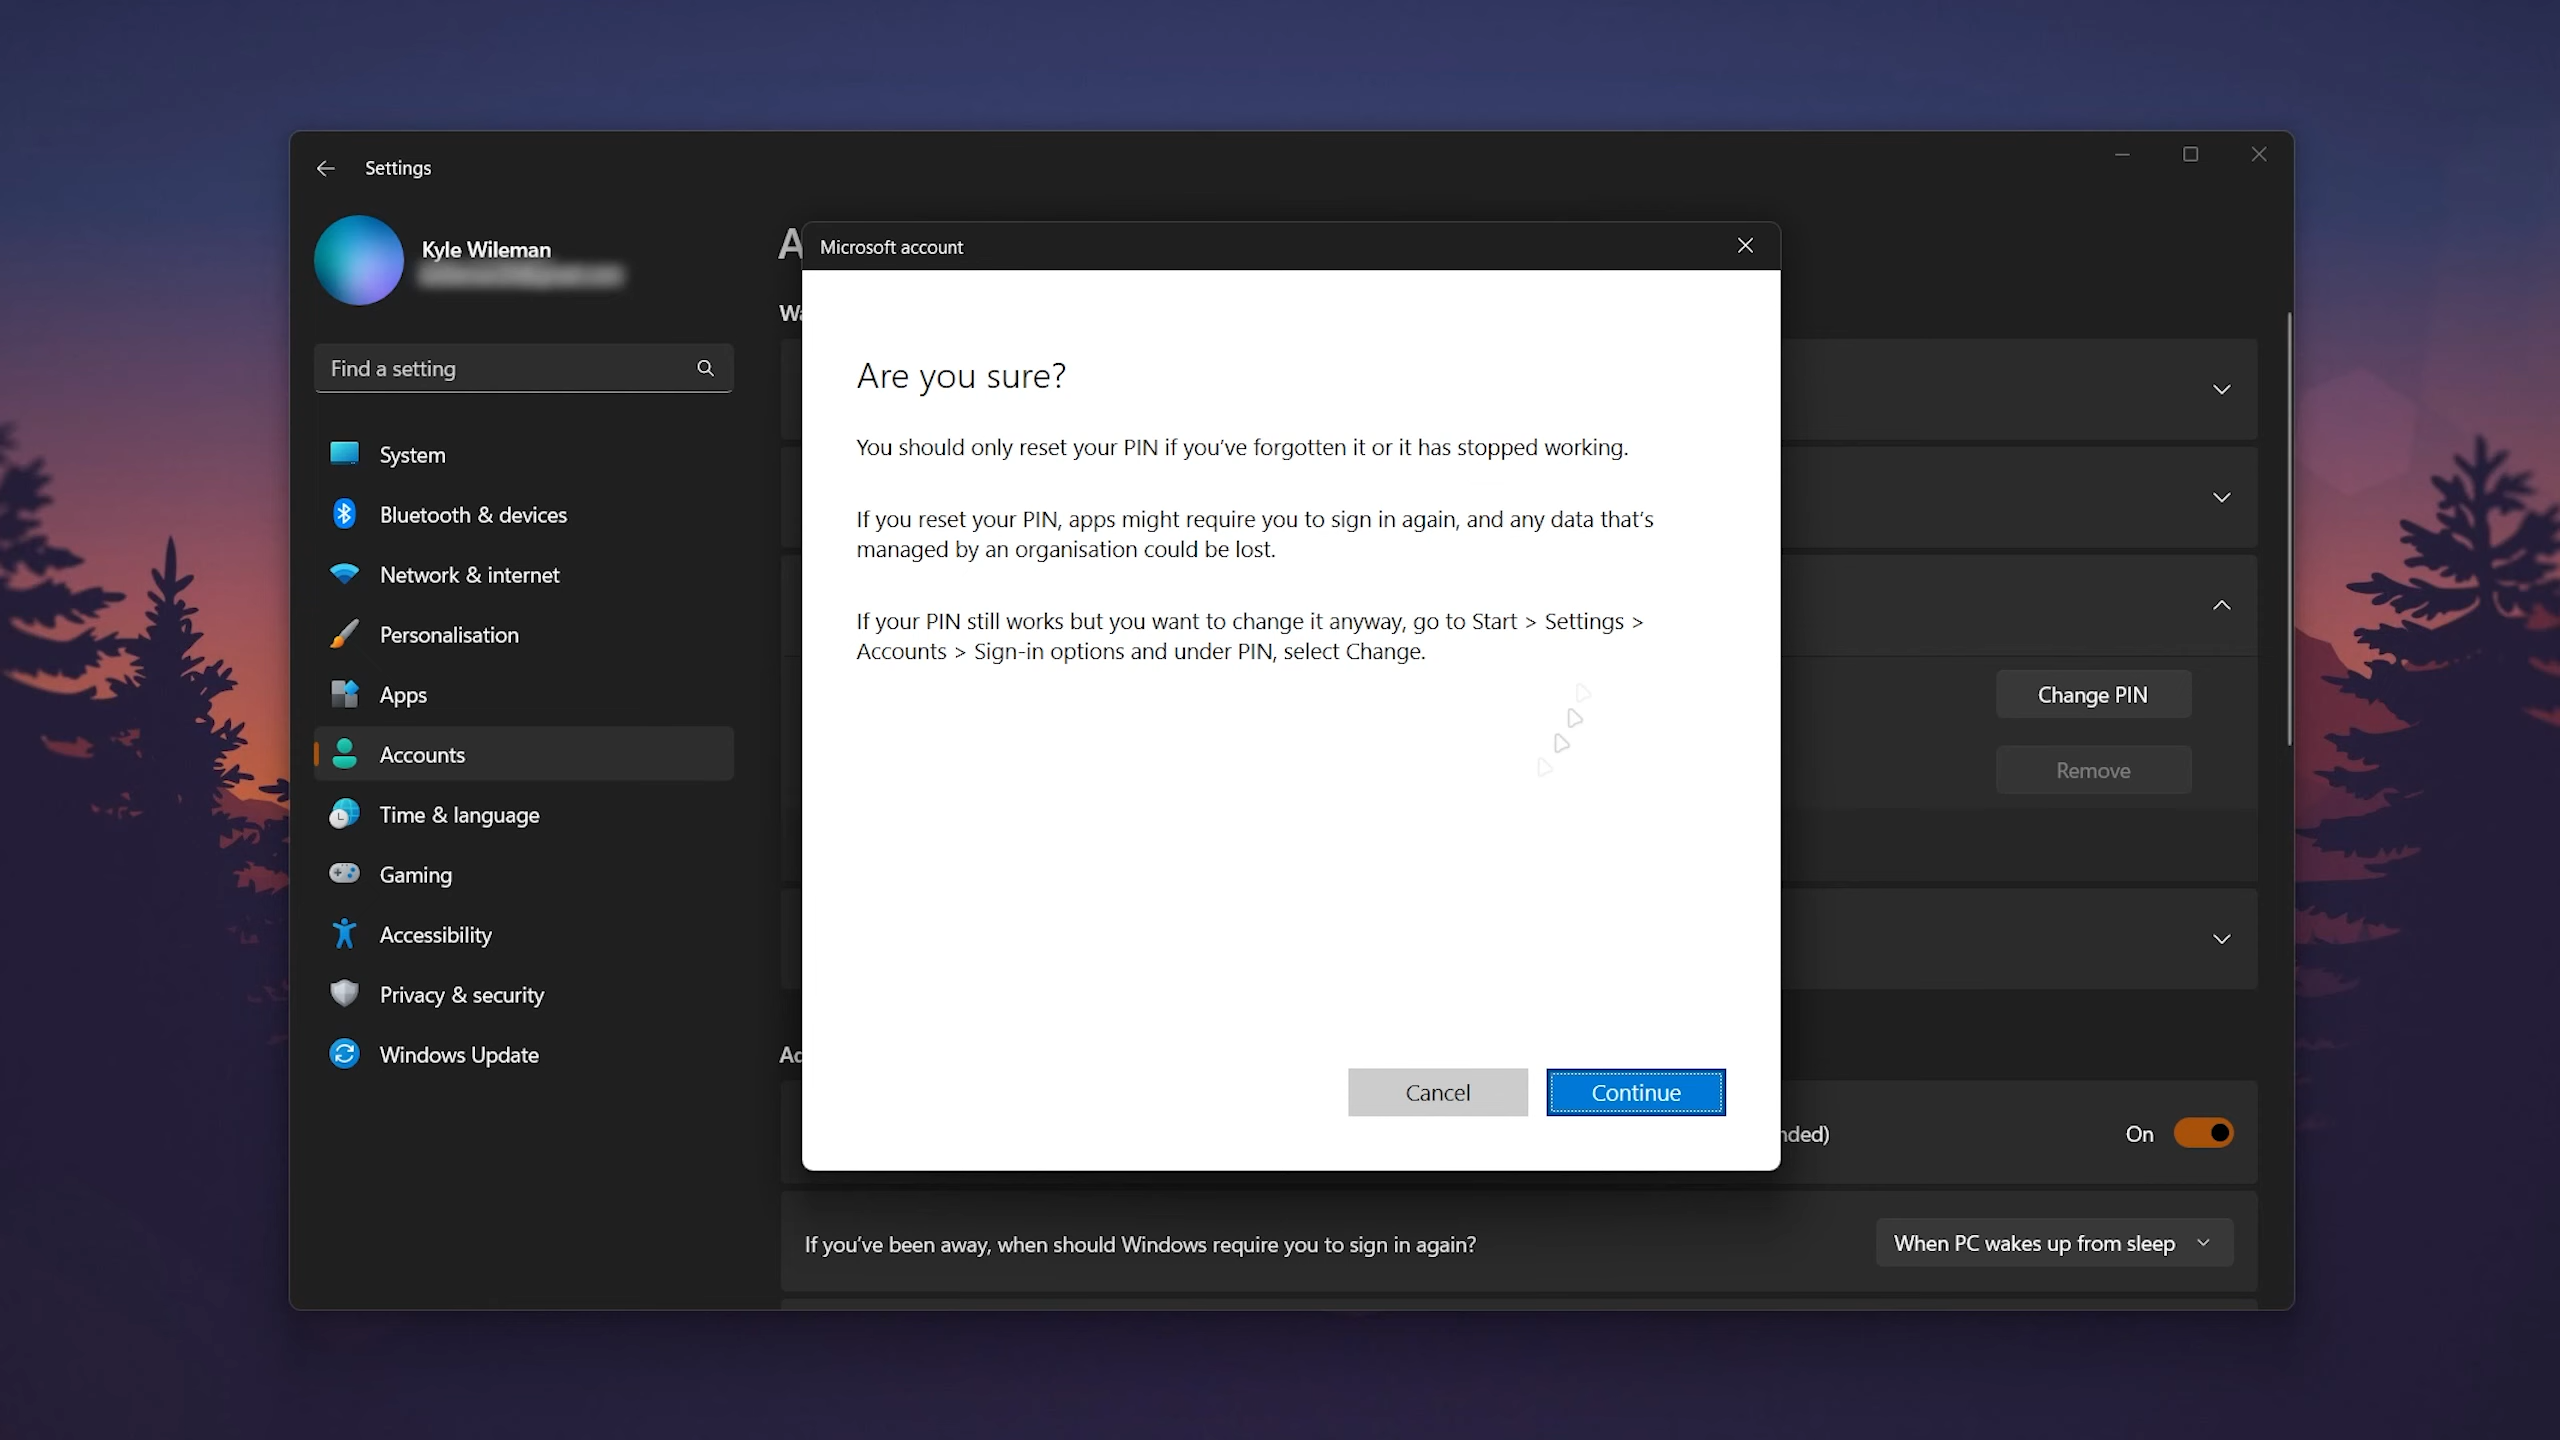 Settings
Kyle Wileman
Find a setting
System
Bluetooth & devices
Network & internet
Personalisation
Apps
Accounts
Time & language
Gaming
Accessibility
Privacy & security
Windows Update
Microsoft account
Are you sure?
You should only reset your PIN if you've forgotten it or it has stopped working.
If you reset your PIN, apps might require you to sign in again, and any data that's
managed by an organisation could be lost.
If your PIN still works but you want to change it anyway, go to Start > Settings >
Accounts > Sign-in options and under PIN, select Change.
Cancel
Continue
Change PIN
Remove
On
If you've been away, when should Windows require you to sign in again?
When PC wakes up from sleep